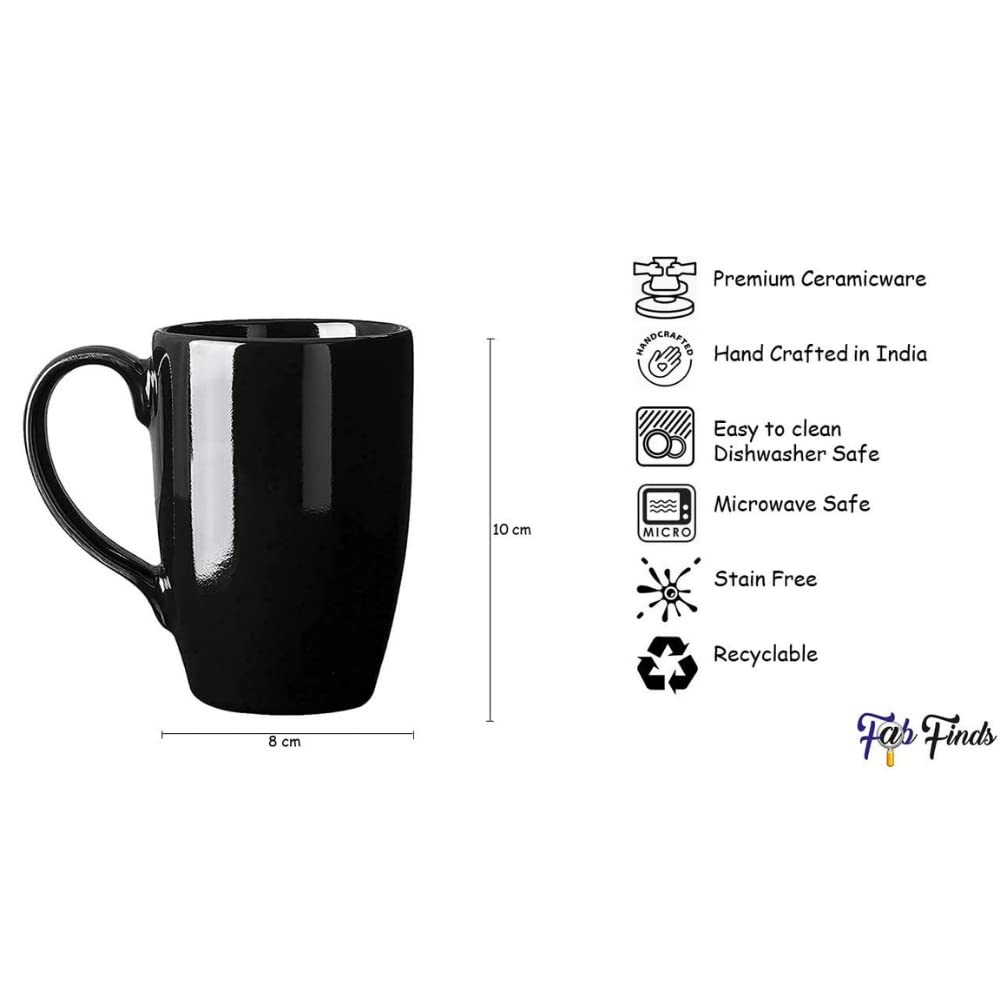 Premium Ceramicware
HANDCRAFTED
Hand Crafted in India
Easy to clean
Dishwasher Safe
MICRO
Microwave Safe
Stain Free
Recyclable
10 cm
8 cm
Fab Finds